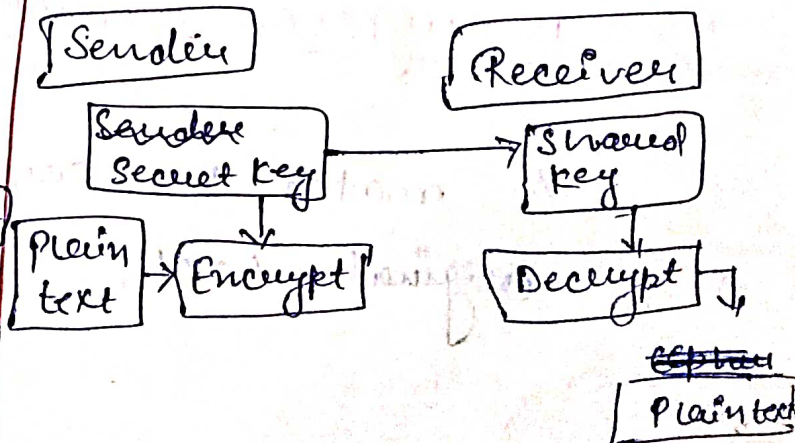 Sender
Receiver
Sender
Secret key
Shared
key
Plain
text
Encrypt
Decrypt
Plaintext